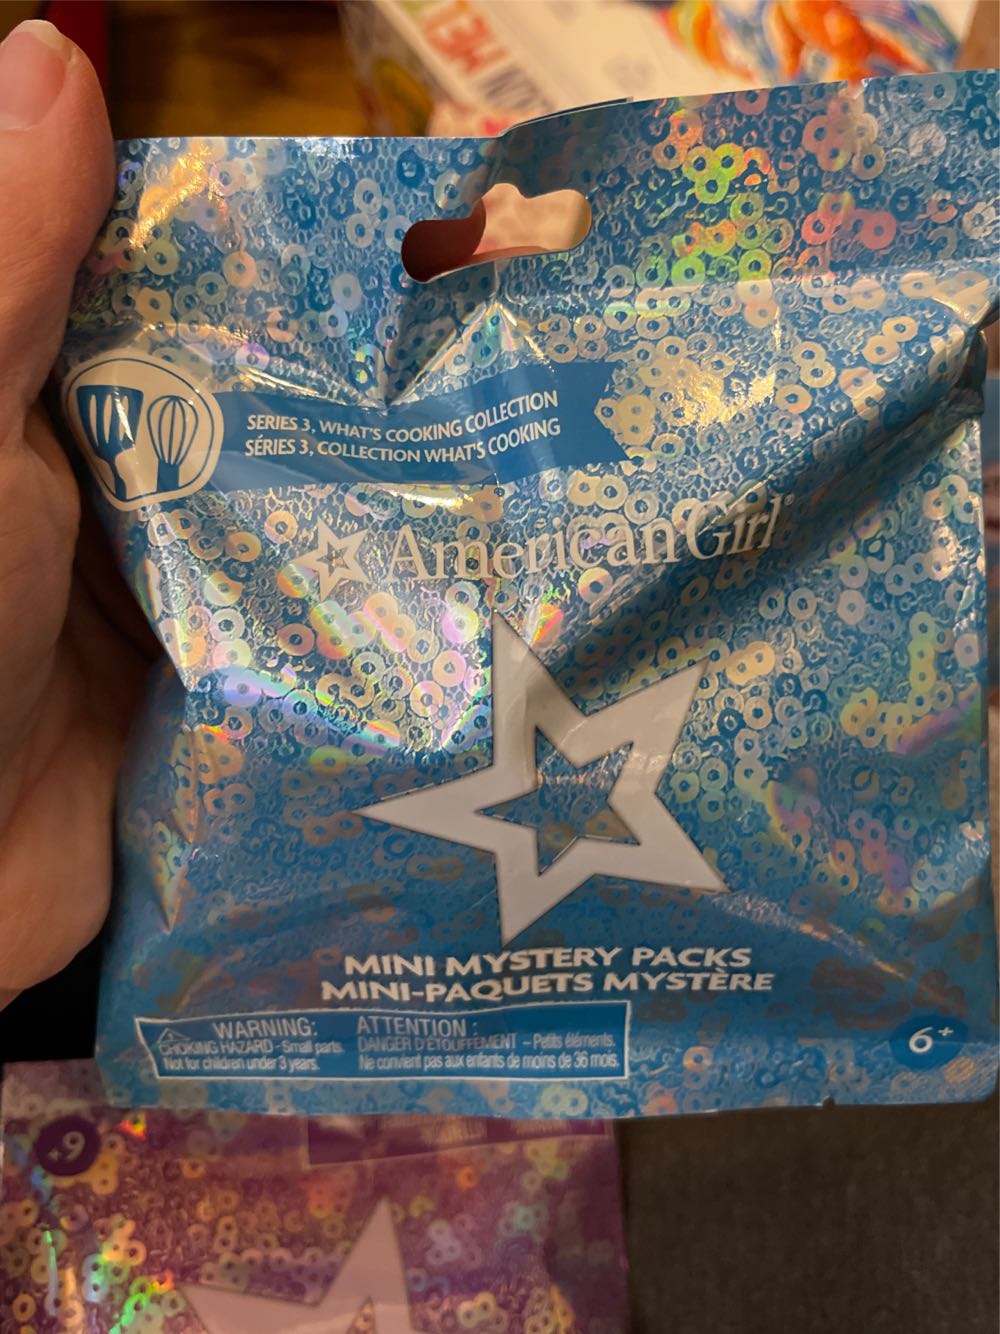 SERIES 3, WHAT'S COOKING COLLECTION
SÉRIES 3, COLLECTION WHAT'S COOKING
American Girl
MINI MYSTERY PACKS
MINI-PAQUETS MYSTÈRE
WARNING:
CHOKING HAZARD - Small parts.
Not for children under 3 years.
ATTENTION :
DANGER D'ÉTOUFFEMENT – Petits éléments.
Ne convient pas aux enfants de moins de 36 mois.
6+
6+